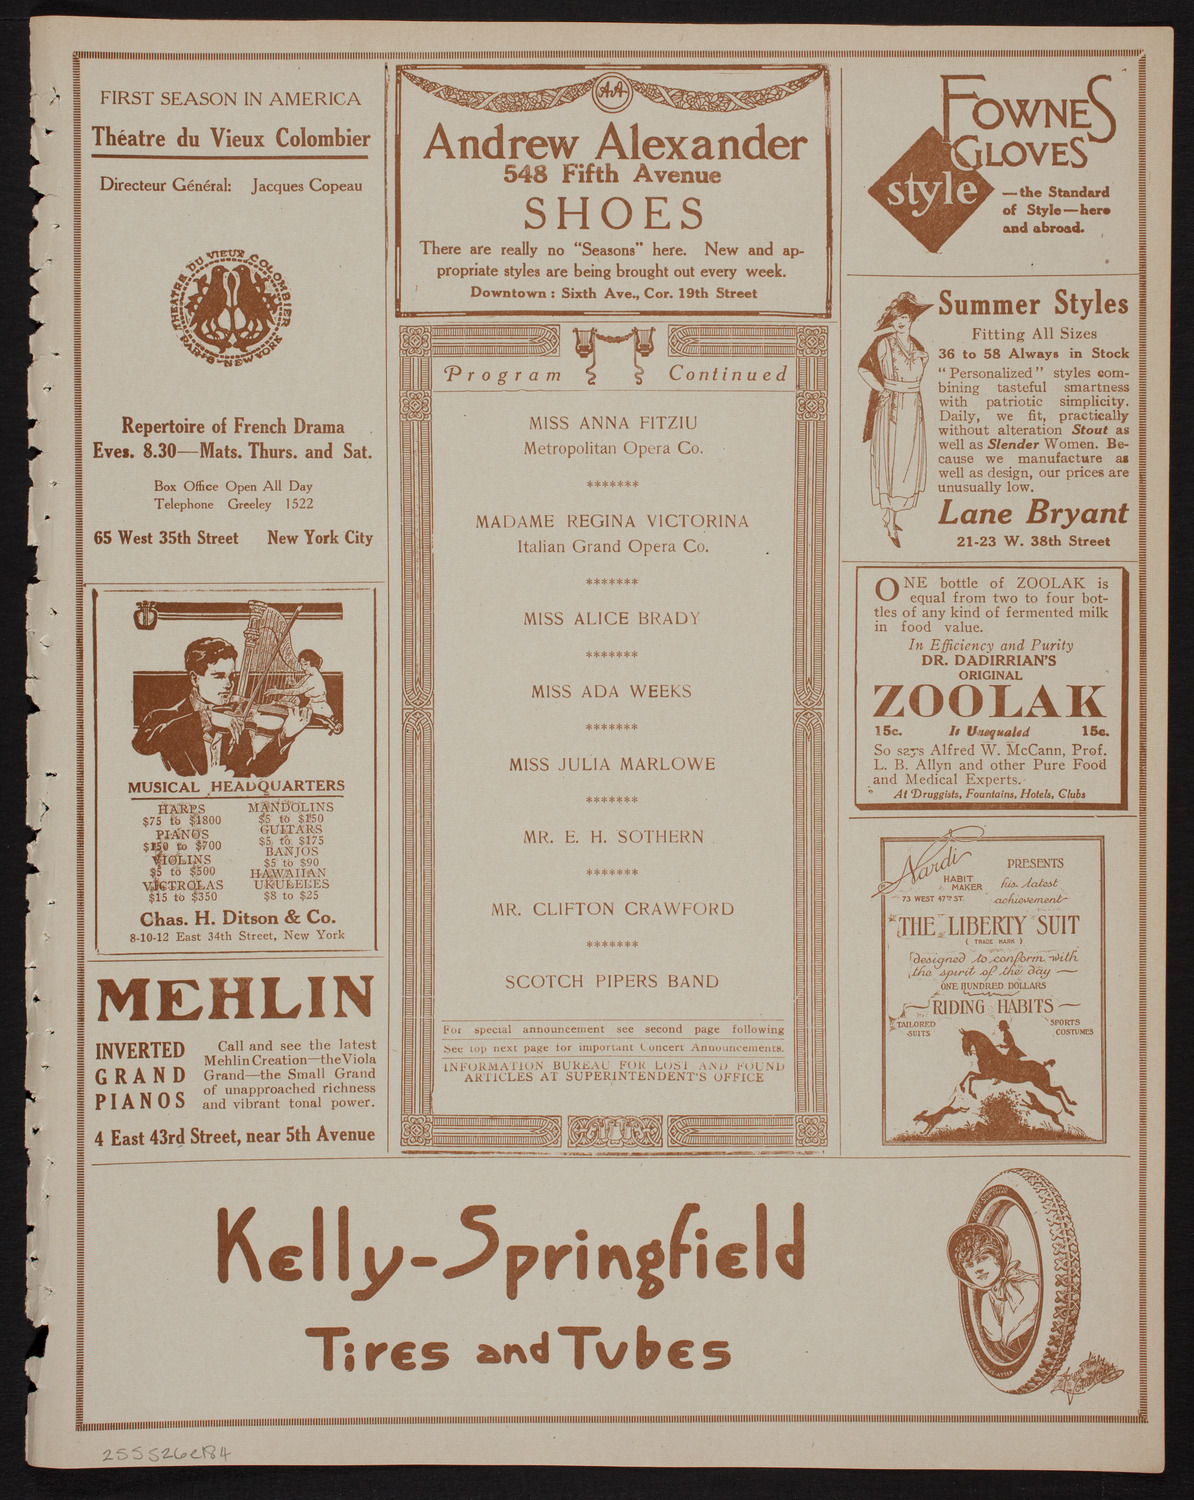 FIRST SEASON IN AMERICA
Théatre du Vieux Colombier
Directeur Général: Jacques Copeau
THEATRE DU VIEUX COLOMBIER
PARIS-NEW YORK
Repertoire of French Drama
Eves. 8.30—Mats. Thurs. and Sat.
Box Office Open All Day
Telephone Greeley 1522
65 West 35th Street New York City
MUSICAL HEADQUARTERS
HARPS
$75 to $1800
PIANOS
$150 to $700
VIOLINS
$5 to $500
VICTROLAS
$15 to $350
MANDOLINS
$5 to $150
GUITARS
$5 to $175
BANJOS
$5 to $90
HAWAIIAN
UKULELES
$8 to $25
Chas. H. Ditson & Co.
8-10-12 East 34th Street, New York
MEHLIN
INVERTED
GRAND
PIANOS
Call and see the latest
Mehlin Creation—the Viola
Grand—the Small Grand
of unapproached richness
and vibrant tonal power.
4 East 43rd Street, near 5th Avenue
AA
Andrew Alexander
548 Fifth Avenue
SHOES
There are really no "Seasons" here. New and ap-
propriate styles are being brought out every week.
Downtown: Sixth Ave., Cor. 19th Street
Program Continued
MISS ANNA FITZIU
Metropolitan Opera Co.
*******
MADAME REGINA VICTORINA
Italian Grand Opera Co.
*******
MISS ALICE BRADY
*******
MISS ADA WEEKS
*******
MISS JULIA MARLOWE
*******
MR. E. H. SOTHERN
*******
MR. CLIFTON CRAWFORD
*******
SCOTCH PIPERS BAND
For special announcement see second page following
See top next page for important Concert Announcements.
INFORMATION BUREAU FOR LOST AND FOUND
ARTICLES AT SUPERINTENDENT'S OFFICE
FOWNES
GLOVES
style
—the Standard
of Style—here
and abroad.
Summer Styles
Fitting All Sizes
36 to 58 Always in Stock
"Personalized" styles com-
bining tasteful smartness
with patriotic simplicity.
Daily, we fit, practically
without alteration Stout as
well as Slender Women. Be-
cause we manufacture as
well as design, our prices are
unusually low.
Lane Bryant
21-23 W. 38th Street
ONE bottle of ZOOLAK is
equal from two to four bot-
tles of any kind of fermented milk
in food value.
In Efficiency and Purity
DR. DADIRRIAN'S
ORIGINAL
ZOOLAK
15c. Is Unequaled 15c.
So says Alfred W. McCann, Prof.
L. B. Allyn and other Pure Food
and Medical Experts.
At Druggists, Fountains, Hotels, Clubs
Nardi
HABIT
MAKER
73 WEST 47TH ST.
PRESENTS
his latest
achievement
THE LIBERTY SUIT
( TRADE MARK )
designed to conform with
the spirit of the day —
ONE HUNDRED DOLLARS
RIDING HABITS
TAILORED
SUITS
SPORTS
COSTUMES
Kelly-Springfield
Tires and Tubes
255526e184